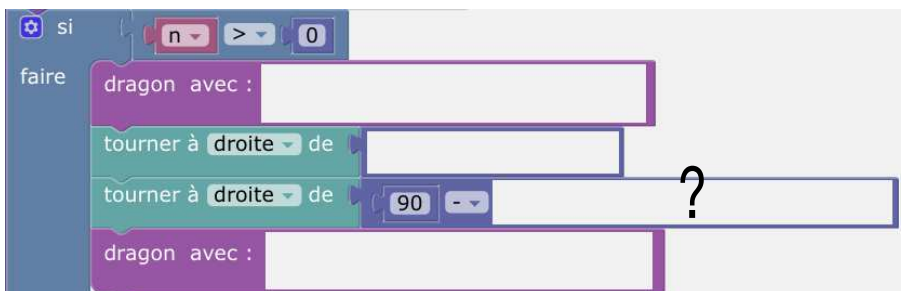 si n > 0
faire
dragon avec :
tourner à droite de
tourner à droite de 90 - ?
dragon avec :